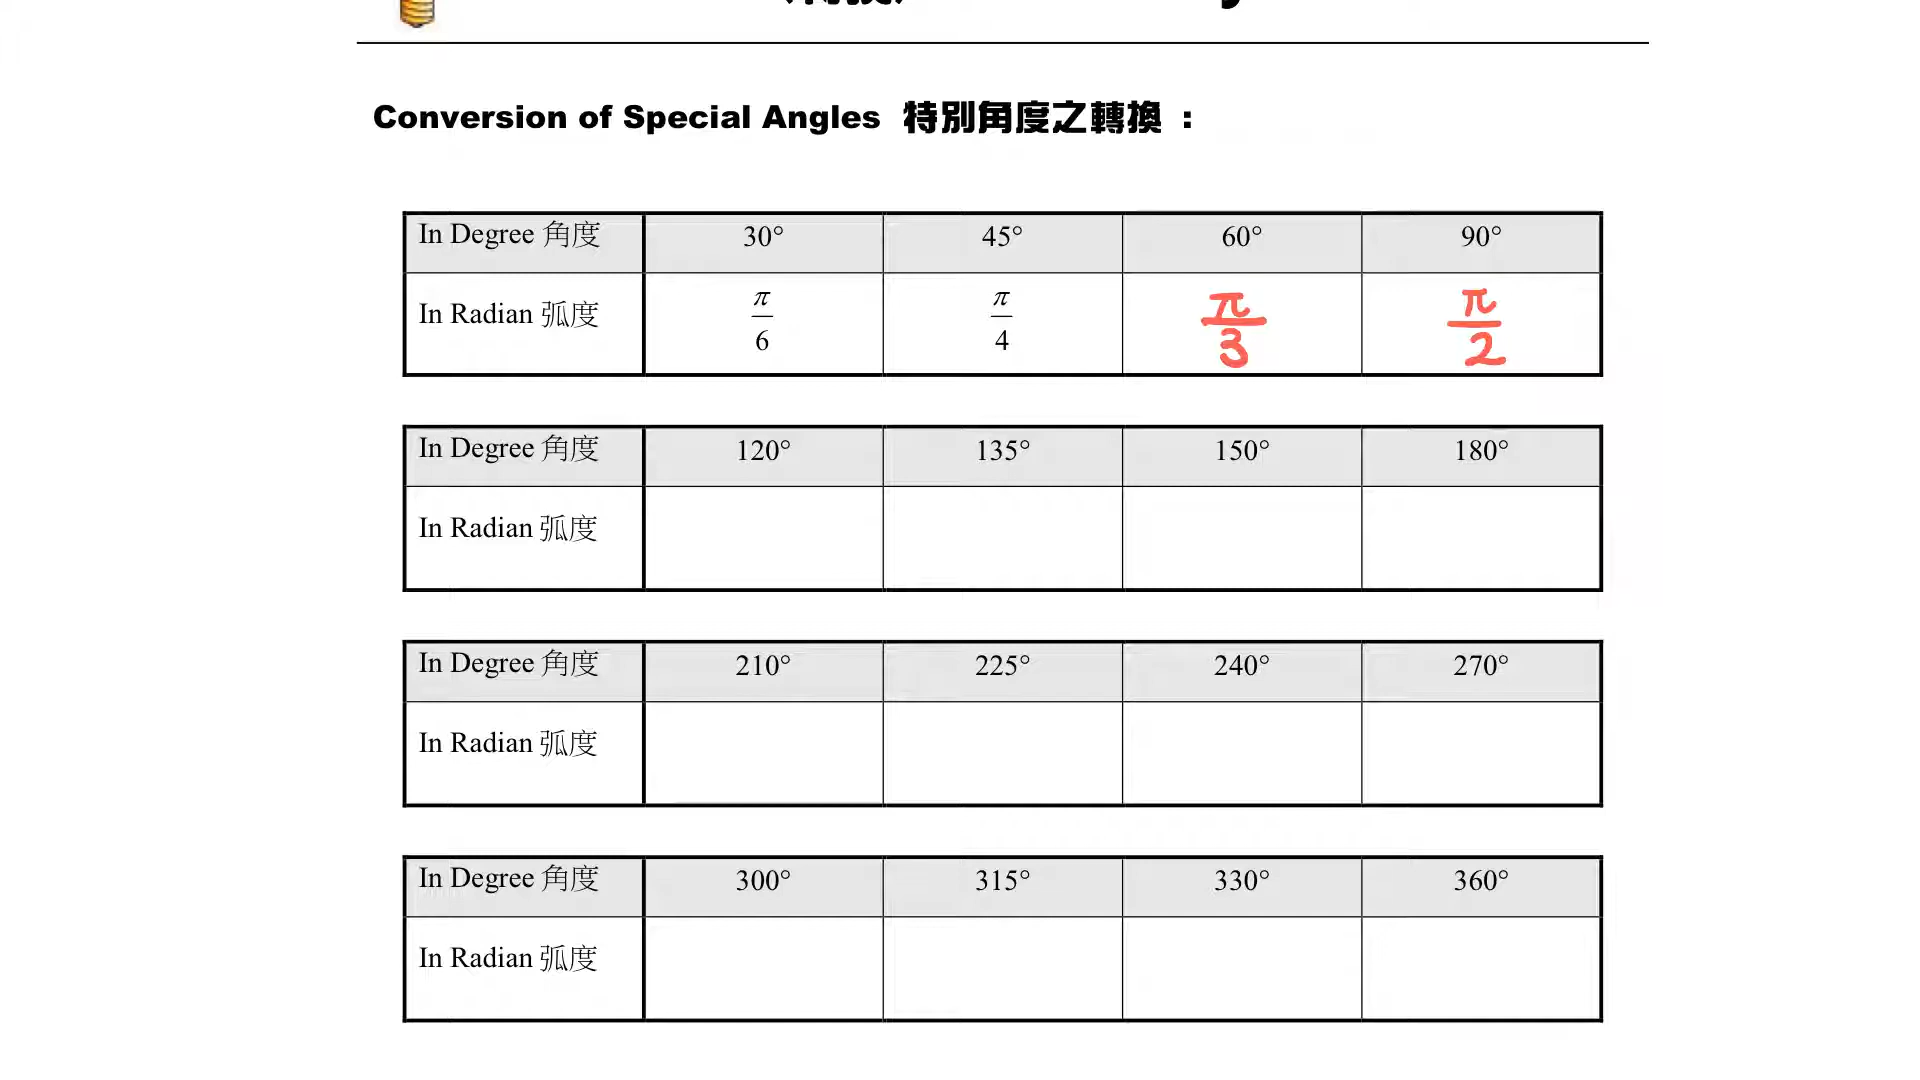 Conversion of Special Angles 特別角度之轉換 :
In Degree 角度 30° 45° 60° 90°
In Radian 弧度 π/6 π/4 π/3 π/2
In Degree 角度 120° 135° 150° 180°
In Radian 弧度
In Degree 角度 210° 225° 240° 270°
In Radian 弧度
In Degree 角度 300° 315° 330° 360°
In Radian 弧度